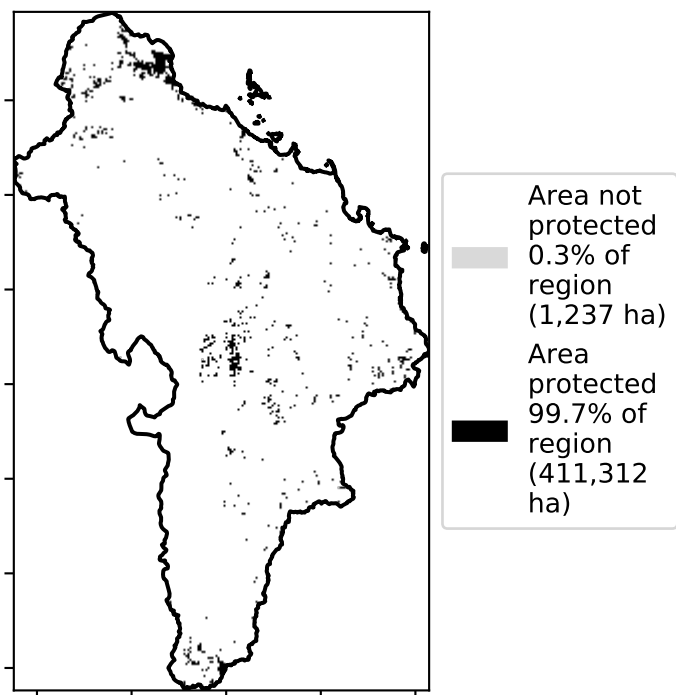 Area not
protected
0.3% of
region
(1,237 ha)
Area
protected
99.7% of
region
(411,312
ha)